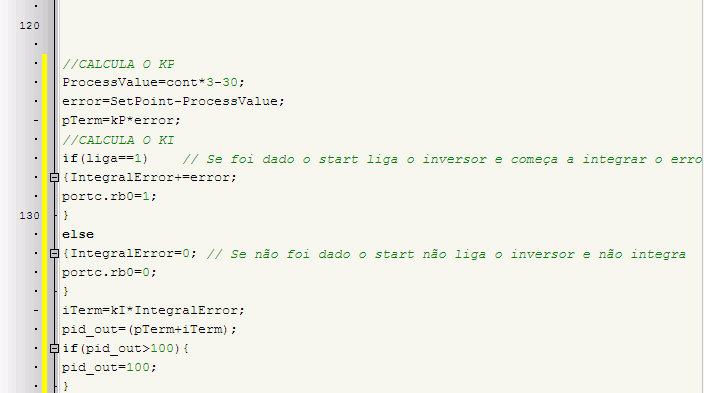 120
//CALCULA O KP
ProcessValue=cont*3-30;
error=SetPoint-ProcessValue;
pTerm=kP*error;
//CALCULA O KI
if(liga==1)    // Se foi dado o start liga o inversor e começa a integrar o erro
{IntegralError+=error;
portc.rb0=1;
130 }
else
{IntegralError=0; // Se não foi dado o start não liga o inversor e não integra
portc.rb0=0;
}
iTerm=kI*IntegralError;
pid_out=(pTerm+iTerm);
if(pid_out>100){
pid_out=100;
}